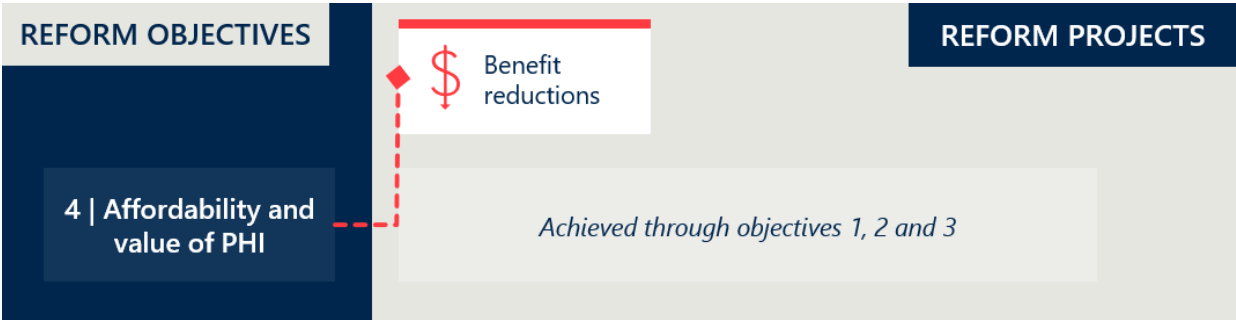 REFORM OBJECTIVES
REFORM PROJECTS
Benefit
reductions
4 | Affordability and
value of PHI
Achieved through objectives 1, 2 and 3